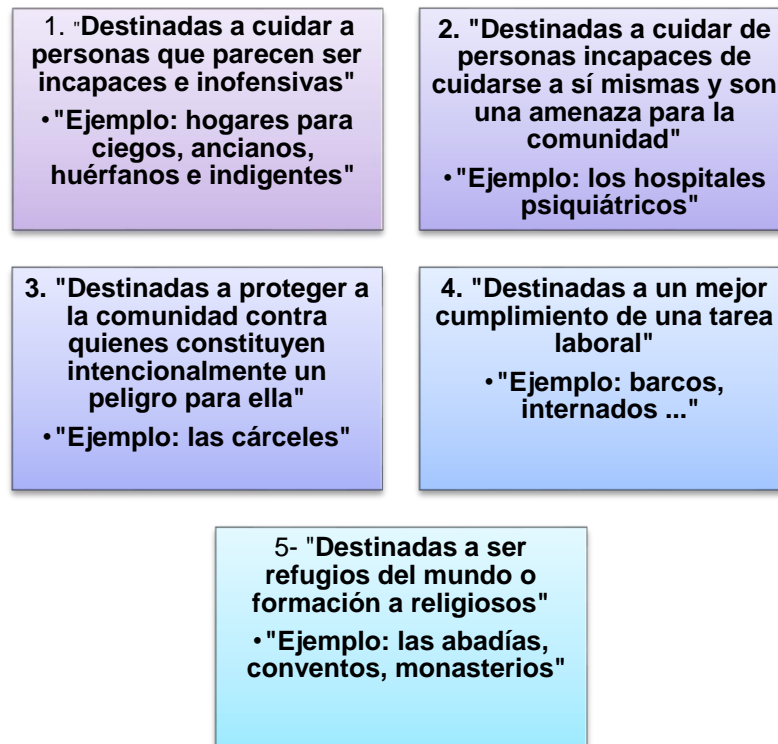 1. "Destinadas a cuidar a
personas que parecen ser
incapaces e inofensivas"
•"Ejemplo: hogares para
ciegos, ancianos,
huérfanos e indigentes"
2. "Destinadas a cuidar de
personas incapaces de
cuidarse a sí mismas y son
una amenaza para la
comunidad"
•"Ejemplo: los hospitales
psiquiátricos"
3. "Destinadas a proteger a
la comunidad contra
quienes constituyen
intencionalmente un
peligro para ella"
•"Ejemplo: las cárceles"
4. "Destinadas a un mejor
cumplimiento de una tarea
laboral"
•"Ejemplo: barcos,
internados ..."
5- "Destinadas a ser
refugios del mundo o
formación a religiosos"
•"Ejemplo: las abadías,
conventos, monasterios"